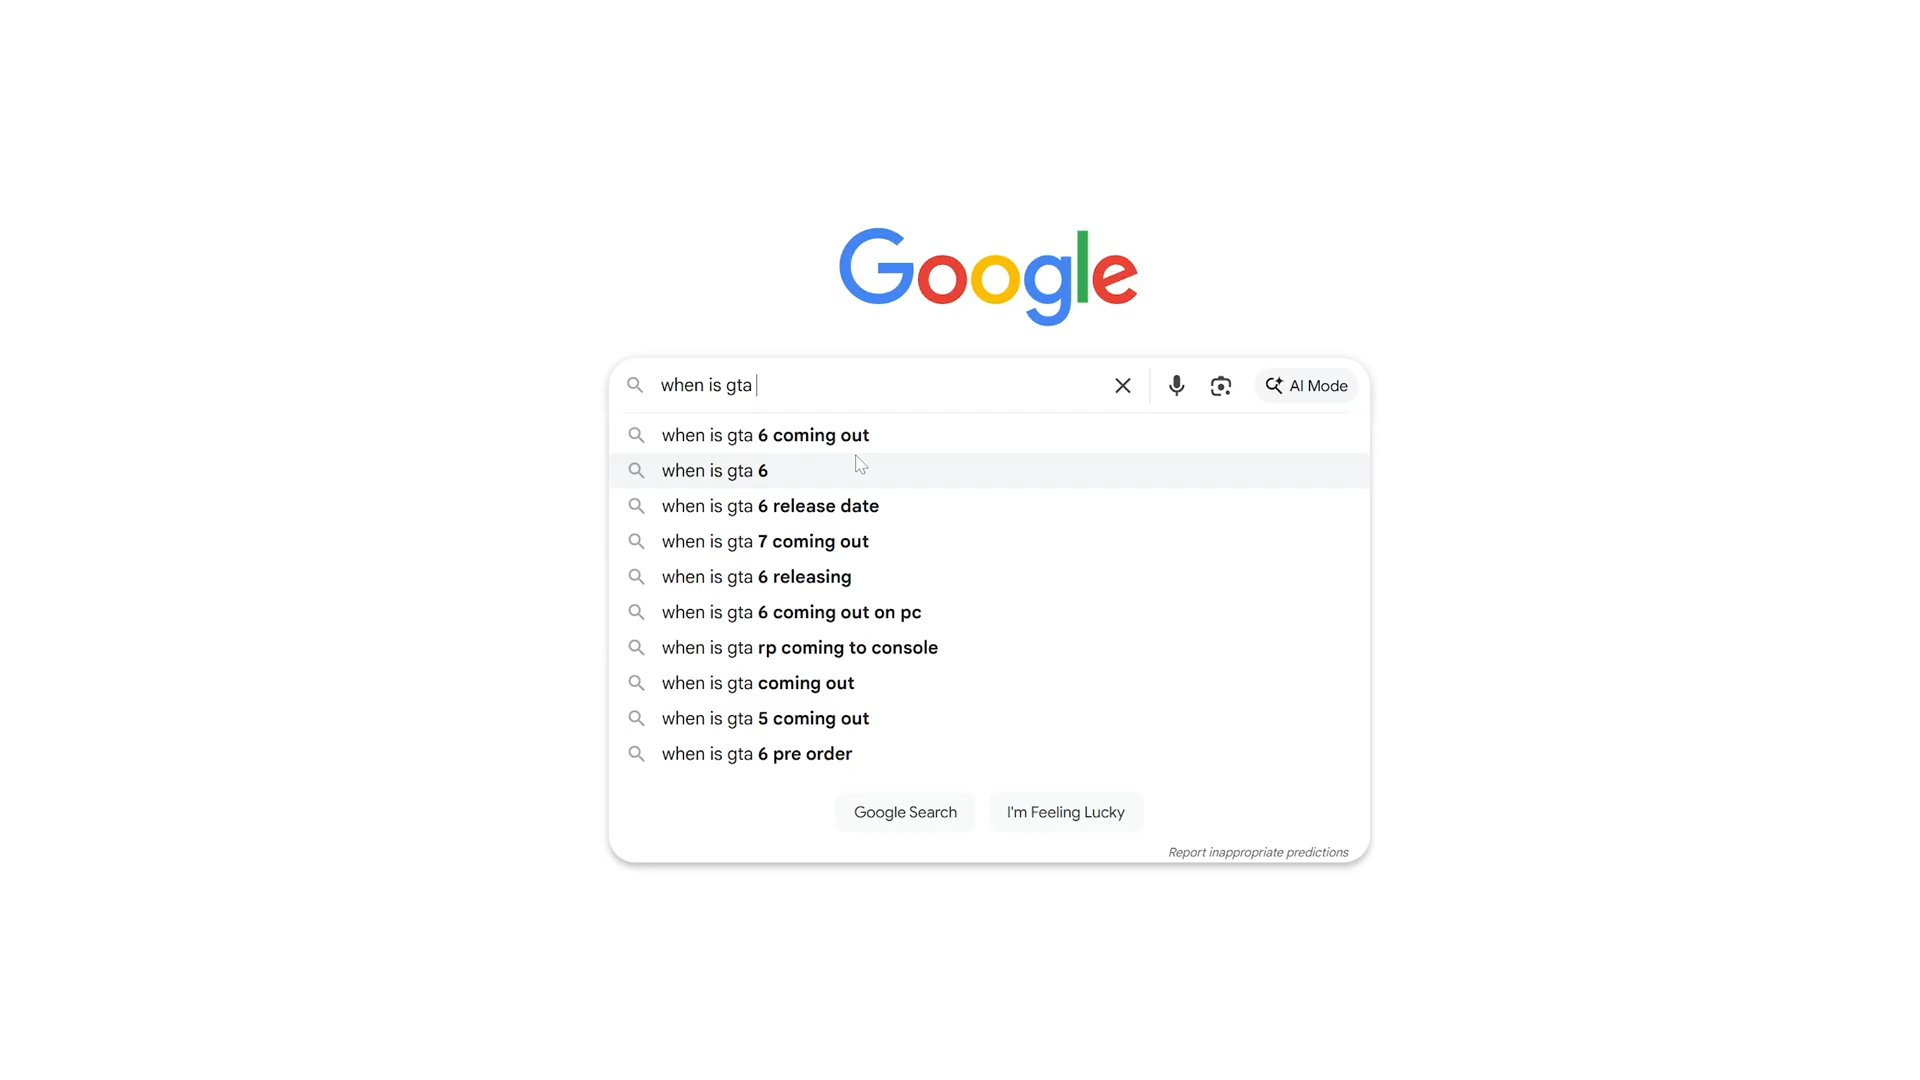 Google
when is gta
AI Mode
when is gta 6 coming out
when is gta 6
when is gta 6 release date
when is gta 7 coming out
when is gta 6 releasing
when is gta 6 coming out on pc
when is gta rp coming to console
when is gta coming out
when is gta 5 coming out
when is gta 6 pre order
Google Search
I'm Feeling Lucky
Report inappropriate predictions